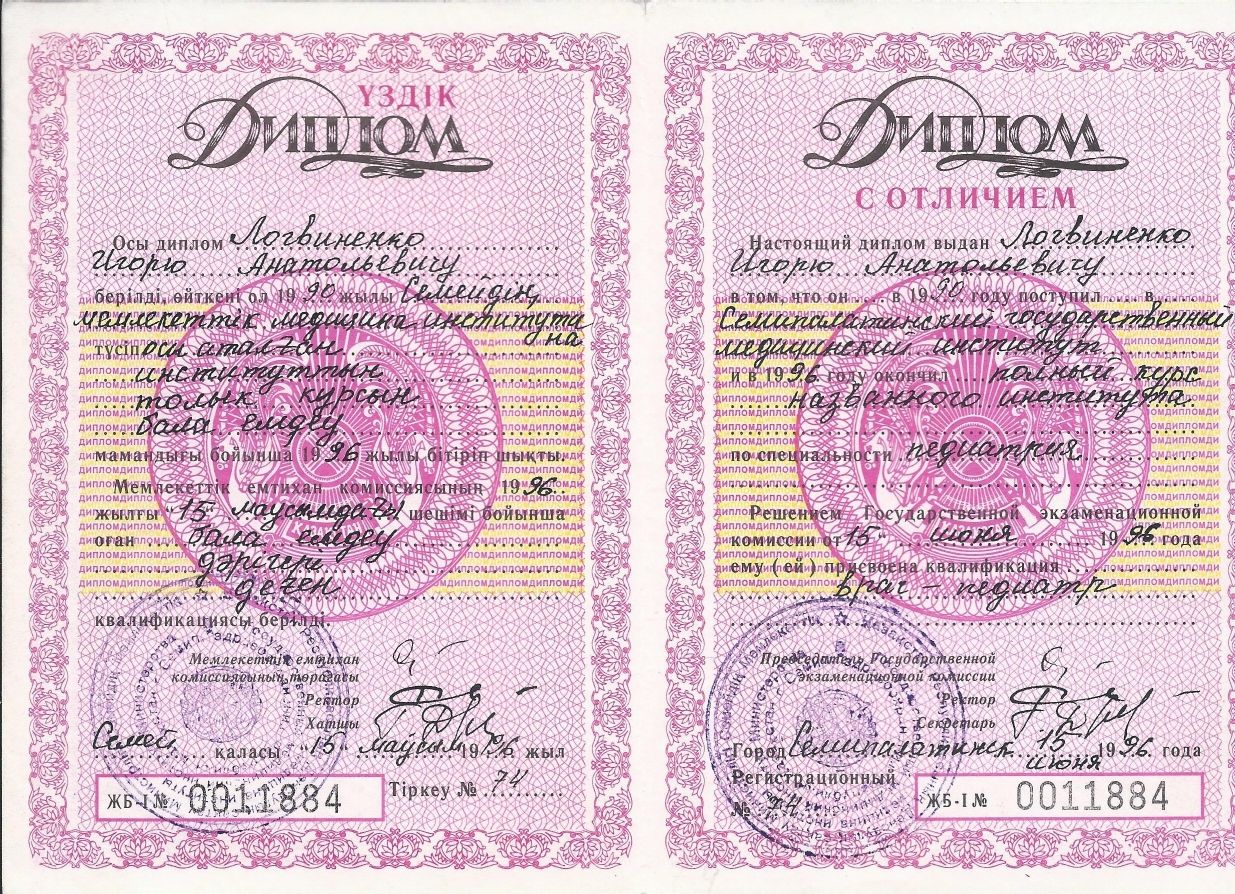 ҮЗДІК
ДИПЛОМ
Осы диплом Логвиненко
Игорю Анатольевичу
берілді, өйткені ол 1990 жылы Семейдің
мемлекеттік медицина институтына
түсіп осы аталған
институттың
толық курсын
бала емдеу
мамандығы бойынша 1996 жылы бітіріп шықты.
Мемлекеттік емтихан комиссиясының 1996
жылғы "15" маусымдағы шешімі бойынша
оған бала емдеу
дәрігері
деген
квалификациясы берілді.
Мемлекеттік емтихан
комиссиясының төрағасы
Ректор
Хатшы
Семей қаласы "15" маусым 1996 жыл
ЖБ-I № 0011884 Тіркеу № 74
ДИПЛОМ
С ОТЛИЧИЕМ
Настоящий диплом выдан Логвиненко
Игорю Анатольевичу
в том, что он в 1990 году поступил в
Семипалатинский государственный
медицинский институт
и в 1996 году окончил полный курс
названного института
по специальности педиатрия
Решением Государственной экзаменационной
комиссии от 15 июня 1996 года
ему ( ей ) присвоена квалификация
врач – педиатр
Председатель Государственной
экзаменационной комиссии
Ректор
Секретарь
Город Семипалатинск 15 июня 1996 года
Регистрационный
№ 74 ЖБ-I № 0011884